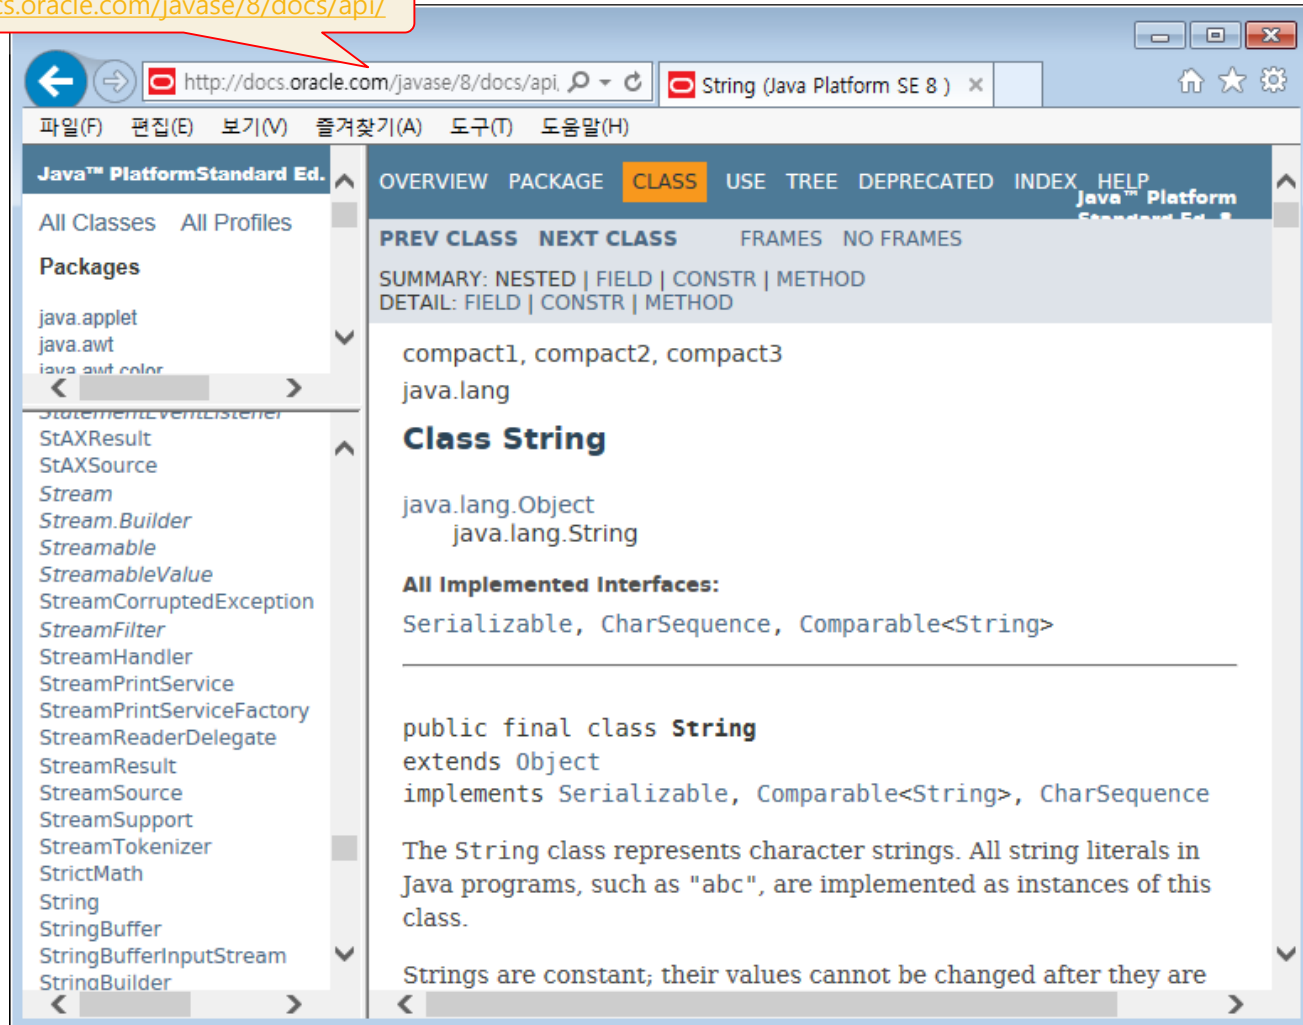 cs.oracle.com/javase/8/docs/api/
http://docs.oracle.com/javase/8/docs/api,
String (Java Platform SE 8 )
파일(F) 편집(E) 보기(V) 즐겨찾기(A) 도구(T) 도움말(H)
Java™ PlatformStandard Ed.
All Classes All Profiles
Packages
java.applet
java.awt
java.awt.color
StatementEventListener
StAXResult
StAXSource
Stream
Stream.Builder
Streamable
StreamableValue
StreamCorruptedException
StreamFilter
StreamHandler
StreamPrintService
StreamPrintServiceFactory
StreamReaderDelegate
StreamResult
StreamSource
StreamSupport
StreamTokenizer
StrictMath
String
StringBuffer
StringBufferInputStream
StringBuilder
OVERVIEW PACKAGE CLASS USE TREE DEPRECATED INDEX HELP
Java™ Platform
Standard Ed. 8
PREV CLASS NEXT CLASS FRAMES NO FRAMES
SUMMARY: NESTED | FIELD | CONSTR | METHOD
DETAIL: FIELD | CONSTR | METHOD
compact1, compact2, compact3
java.lang
Class String
java.lang.Object
java.lang.String
All Implemented Interfaces:
Serializable, CharSequence, Comparable<String>
public final class String
extends Object
implements Serializable, Comparable<String>, CharSequence
The String class represents character strings. All string literals in
Java programs, such as "abc", are implemented as instances of this
class.
Strings are constant; their values cannot be changed after they are